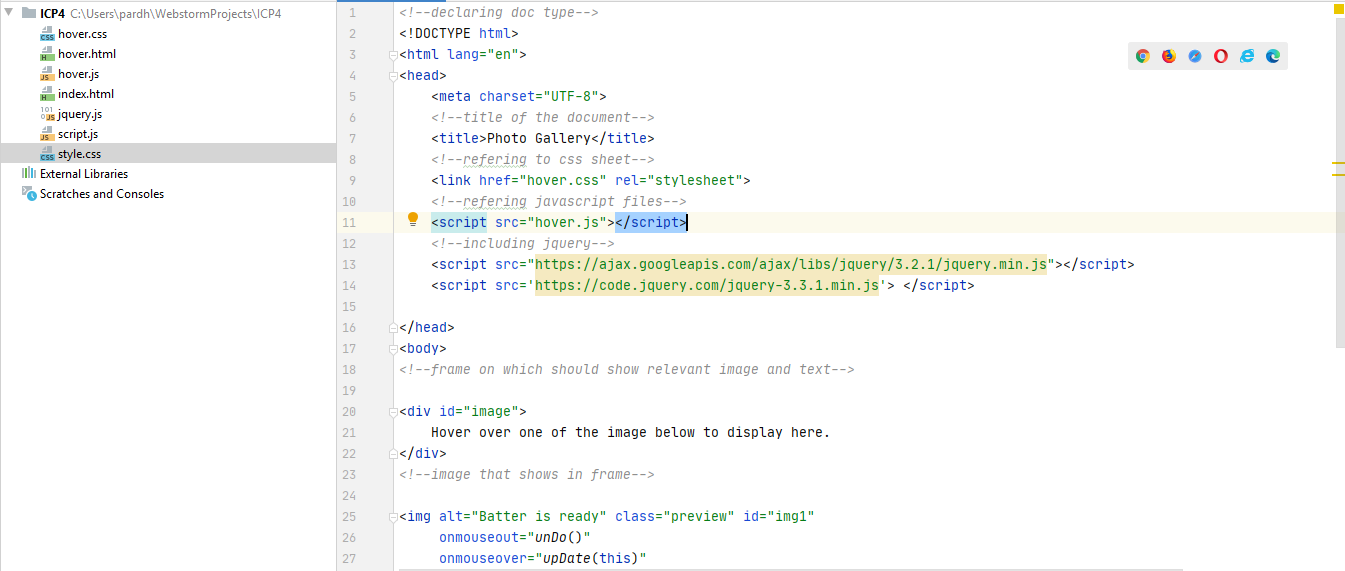 ICP4 C:\Users\pardh\WebstormProjects\ICP4
hover.css
hover.html
hover.js
index.html
jquery.js
script.js
style.css
External Libraries
Scratches and Consoles
1 <!--declaring doc type-->
2 <!DOCTYPE html>
3 <html lang="en">
4 <head>
5 <meta charset="UTF-8">
6 <!--title of the document-->
7 <title>Photo Gallery</title>
8 <!--refering to css sheet-->
9 <link href="hover.css" rel="stylesheet">
10 <!--refering javascript files-->
11 <script src="hover.js"></script>
12 <!--including jquery-->
13 <script src="https://ajax.googleapis.com/ajax/libs/jquery/3.2.1/jquery.min.js"></script>
14 <script src='https://code.jquery.com/jquery-3.3.1.min.js'> </script>
15
16 </head>
17 <body>
18 <!--frame on which should show relevant image and text-->
19
20 <div id="image">
21 Hover over one of the image below to display here.
22 </div>
23 <!--image that shows in frame-->
24
25 <img alt="Batter is ready" class="preview" id="img1"
26 onmouseout="unDo()"
27 onmouseover="upDate(this)"